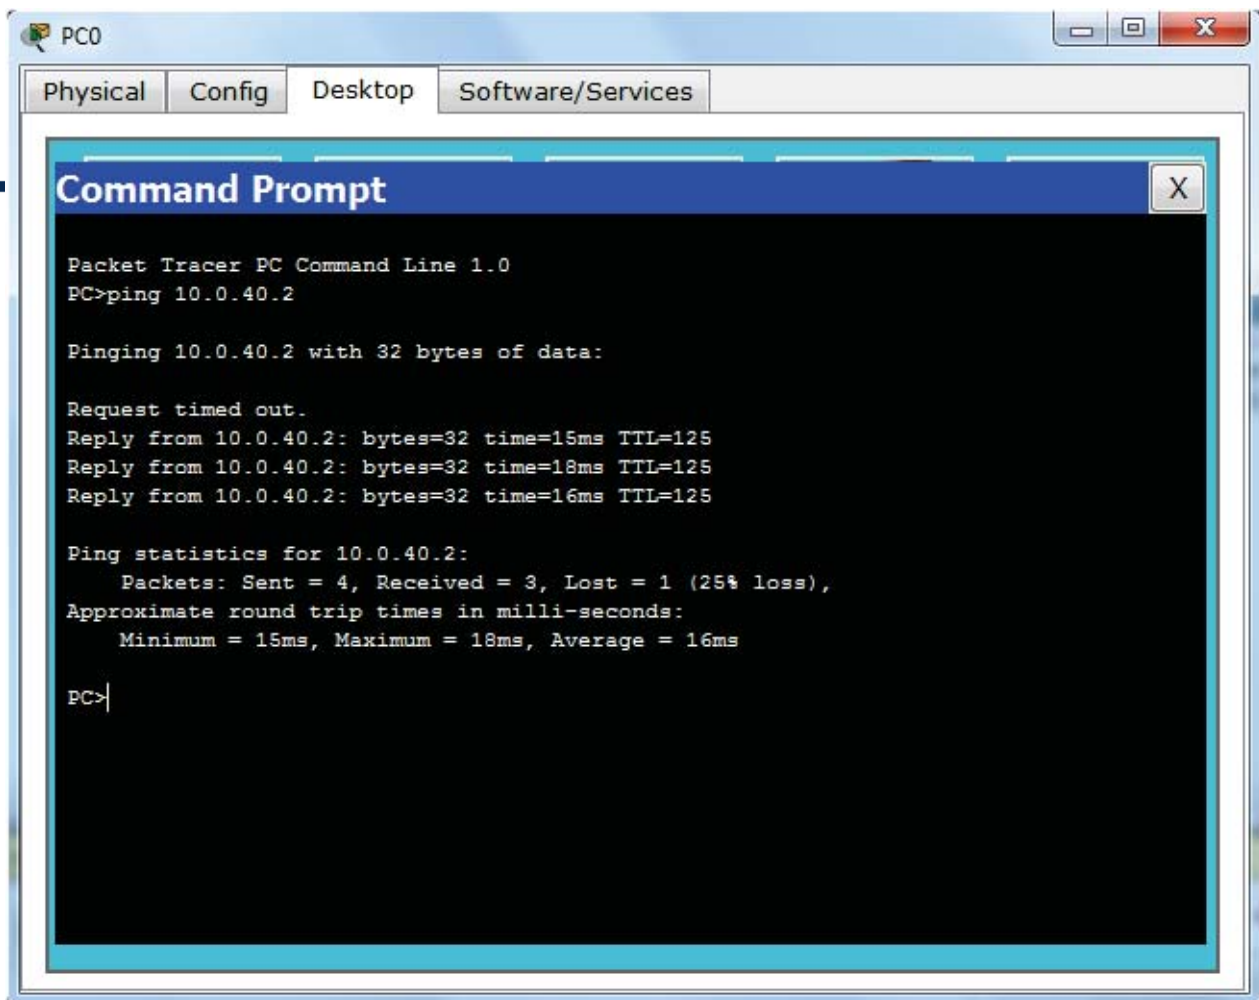 PC0
X
Physical Config Desktop Software/Services
Command Prompt
X
Packet Tracer PC Command Line 1.0
PC>ping 10.0.40.2
Pinging 10.0.40.2 with 32 bytes of data:
Request timed out.
Reply from 10.0.40.2: bytes=32 time=15ms TTL=125
Reply from 10.0.40.2: bytes=32 time=18ms TTL=125
Reply from 10.0.40.2: bytes=32 time=16ms TTL=125
Ping statistics for 10.0.40.2:
Packets: Sent = 4, Received = 3, Lost = 1 (25% loss),
Approximate round trip times in milli-seconds:
Minimum = 15ms, Maximum = 18ms, Average = 16ms
PC>